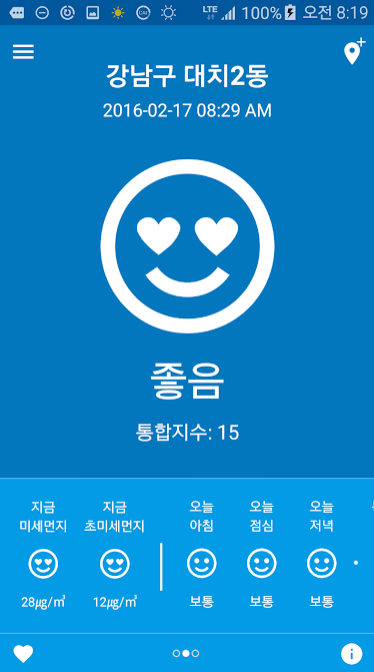 LTE 100% 오전 8:19
강남구 대치2동
2016-02-17 08:29 AM
좋음
통합지수: 15
지금 지금 오늘 오늘 오늘
미세먼지 초미세먼지 아침 점심 저녁
28㎍/㎥ 12㎍/㎥ 보통 보통 보통